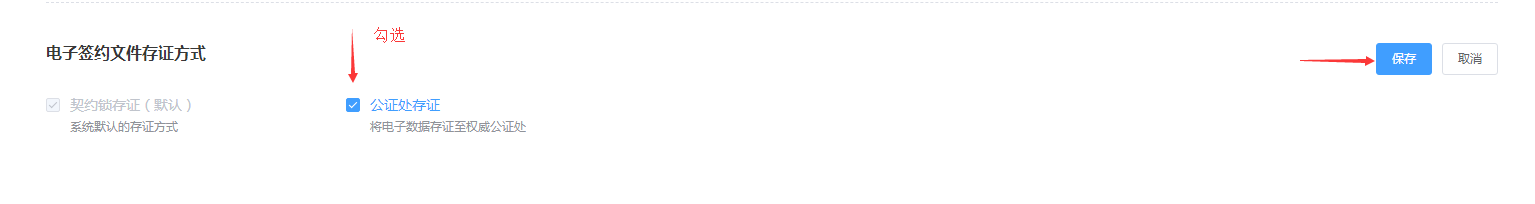 勾选
电子签约文件存证方式
保存
取消
契约锁存证（默认）
公证处存证
系统默认的存证方式
将电子数据存证至权威公证处